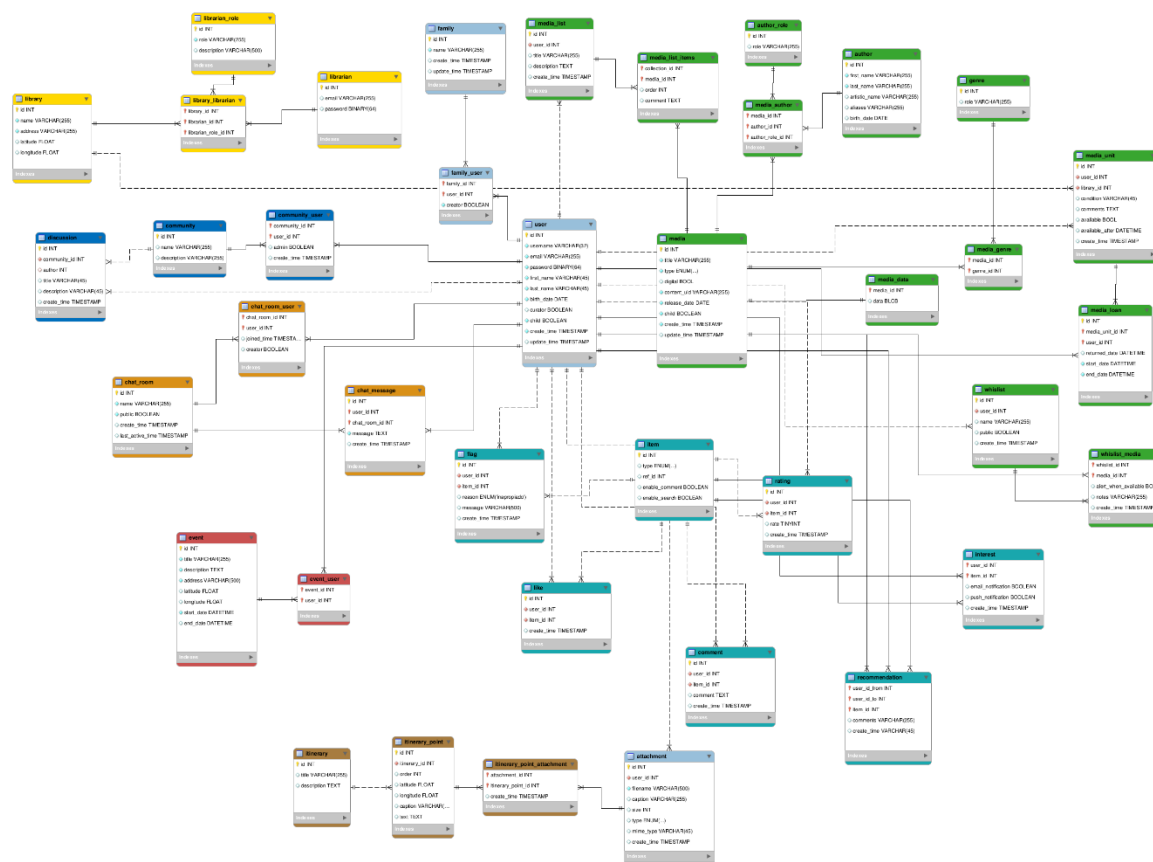 librarian_role
id INT
role VARCHAR(255)
description VARCHAR(500)
Indexes
family
id INT
name VARCHAR(255)
create_time TIMESTAMP
update_time TIMESTAMP
Indexes
media_list
id INT
user_id INT
title VARCHAR(255)
description TEXT
create_time TIMESTAMP
Indexes
media_list_items
collection_id INT
media_id INT
order INT
comment TEXT
Indexes
author_role
id INT
role VARCHAR(255)
Indexes
author
id INT
first_name VARCHAR(255)
last_name VARCHAR(255)
artistic_name VARCHAR(255)
aliases VARCHAR(255)
birth_date DATE
Indexes
genre
id INT
role VARCHAR(255)
Indexes
library
id INT
name VARCHAR(255)
address VARCHAR(255)
latitude FLOAT
longitude FLOAT
Indexes
library_librarian
library_id INT
librarian_id INT
librarian_role_id INT
Indexes
librarian
id INT
email VARCHAR(255)
password BINARY(64)
Indexes
media_author
media_id INT
author_id INT
author_role_id INT
Indexes
media_unit
id INT
user_id INT
library_id INT
condition VARCHAR(45)
comments TEXT
available BOOL
available_after DATETIME
create_time TIMESTAMP
Indexes
family_user
family_id INT
user_id INT
creator BOOLEAN
Indexes
discussion
id INT
community_id INT
author INT
title VARCHAR(45)
description VARCHAR(45)
create_time TIMESTAMP
Indexes
community
id INT
name VARCHAR(255)
description VARCHAR(255)
Indexes
community_user
community_id INT
user_id INT
admin BOOLEAN
create_time TIMESTAMP
Indexes
user
id INT
email VARCHAR(255)
password BINARY(64)
first_name VARCHAR(45)
last_name VARCHAR(45)
birth_date DATE
curator BOOLEAN
child BOOLEAN
create_time TIMESTAMP
update_time TIMESTAMP
Indexes
media
id INT
title VARCHAR(255)
type ENUM(...)
digital BOOL
release_date DATE
child BOOLEAN
create_time TIMESTAMP
update_time TIMESTAMP
Indexes
media_genre
media_id INT
genre_id INT
Indexes
media_data
media_id INT
data BLOB
Indexes
media_loan
id INT
media_unit_id INT
user_id INT
returned_date DATETIME
start_date DATETIME
end_date DATETIME
Indexes
chat_room_user
chat_room_id INT
user_id INT
joined_time TIMESTA...
creator BOOLEAN
Indexes
chat_room
id INT
name VARCHAR(255)
public BOOLEAN
create_time TIMESTAMP
last_active_time TIMESTAMP
Indexes
chat_message
id INT
user_id INT
chat_room_id INT
message TEXT
create_time TIMESTAMP
Indexes
whislist
id INT
user_id INT
name VARCHAR(255)
public BOOLEAN
create_time TIMESTAMP
Indexes
whislist_media
whislist_id INT
media_id INT
alert_when_available BO
notes VARCHAR(255)
create_time TIMESTAMP
Indexes
flag
id INT
user_id INT
item_id INT
message VARCHAR(500)
create_time TIMESTAMP
Indexes
item
id INT
type ENUM(...)
ref_id INT
enable_comment BOOLEAN
enable_search BOOLEAN
Indexes
rating
id INT
user_id INT
item_id INT
rate TINYINT
create_time TIMESTAMP
Indexes
event
id INT
title VARCHAR(255)
description TEXT
address VARCHAR(500)
latitude FLOAT
longitude FLOAT
start_date DATETIME
end_date DATETIME
Indexes
event_user
event_id INT
user_id INT
Indexes
like
id INT
user_id INT
item_id INT
create_time TIMESTAMP
Indexes
interest
user_id INT
item_id INT
email_notification BOOLEAN
push_notification BOOLEAN
create_time TIMESTAMP
Indexes
comment
id INT
user_id INT
item_id INT
comment TEXT
create_time TIMESTAMP
Indexes
recommendation
user_id_from INT
user_id_to INT
item_id INT
comments VARCHAR(255)
create_time VARCHAR(45)
Indexes
itinerary
id INT
title VARCHAR(255)
description TEXT
Indexes
itinerary_point
id INT
itinerary_id INT
order INT
latitude FLOAT
longitude FLOAT
caption VARCHAR(...
text TEXT
Indexes
itinerary_point_attachment
attachment_id INT
itinerary_point_id INT
create_time TIMESTAMP
Indexes
attachment
id INT
user_id INT
filename VARCHAR(500)
caption VARCHAR(255)
size INT
type ENUM(...)
mime_type VARCHAR(45)
create_time TIMESTAMP
Indexes